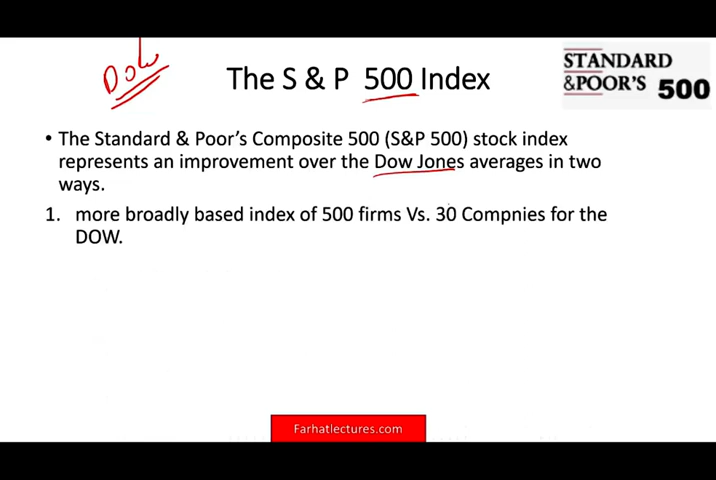 Dow
The S & P 500 Index
STANDARD
&POOR'S 500
• The Standard & Poor's Composite 500 (S&P 500) stock index
represents an improvement over the Dow Jones averages in two
ways.
1. more broadly based index of 500 firms Vs. 30 Compnies for the
DOW.
Farhatlectures.com